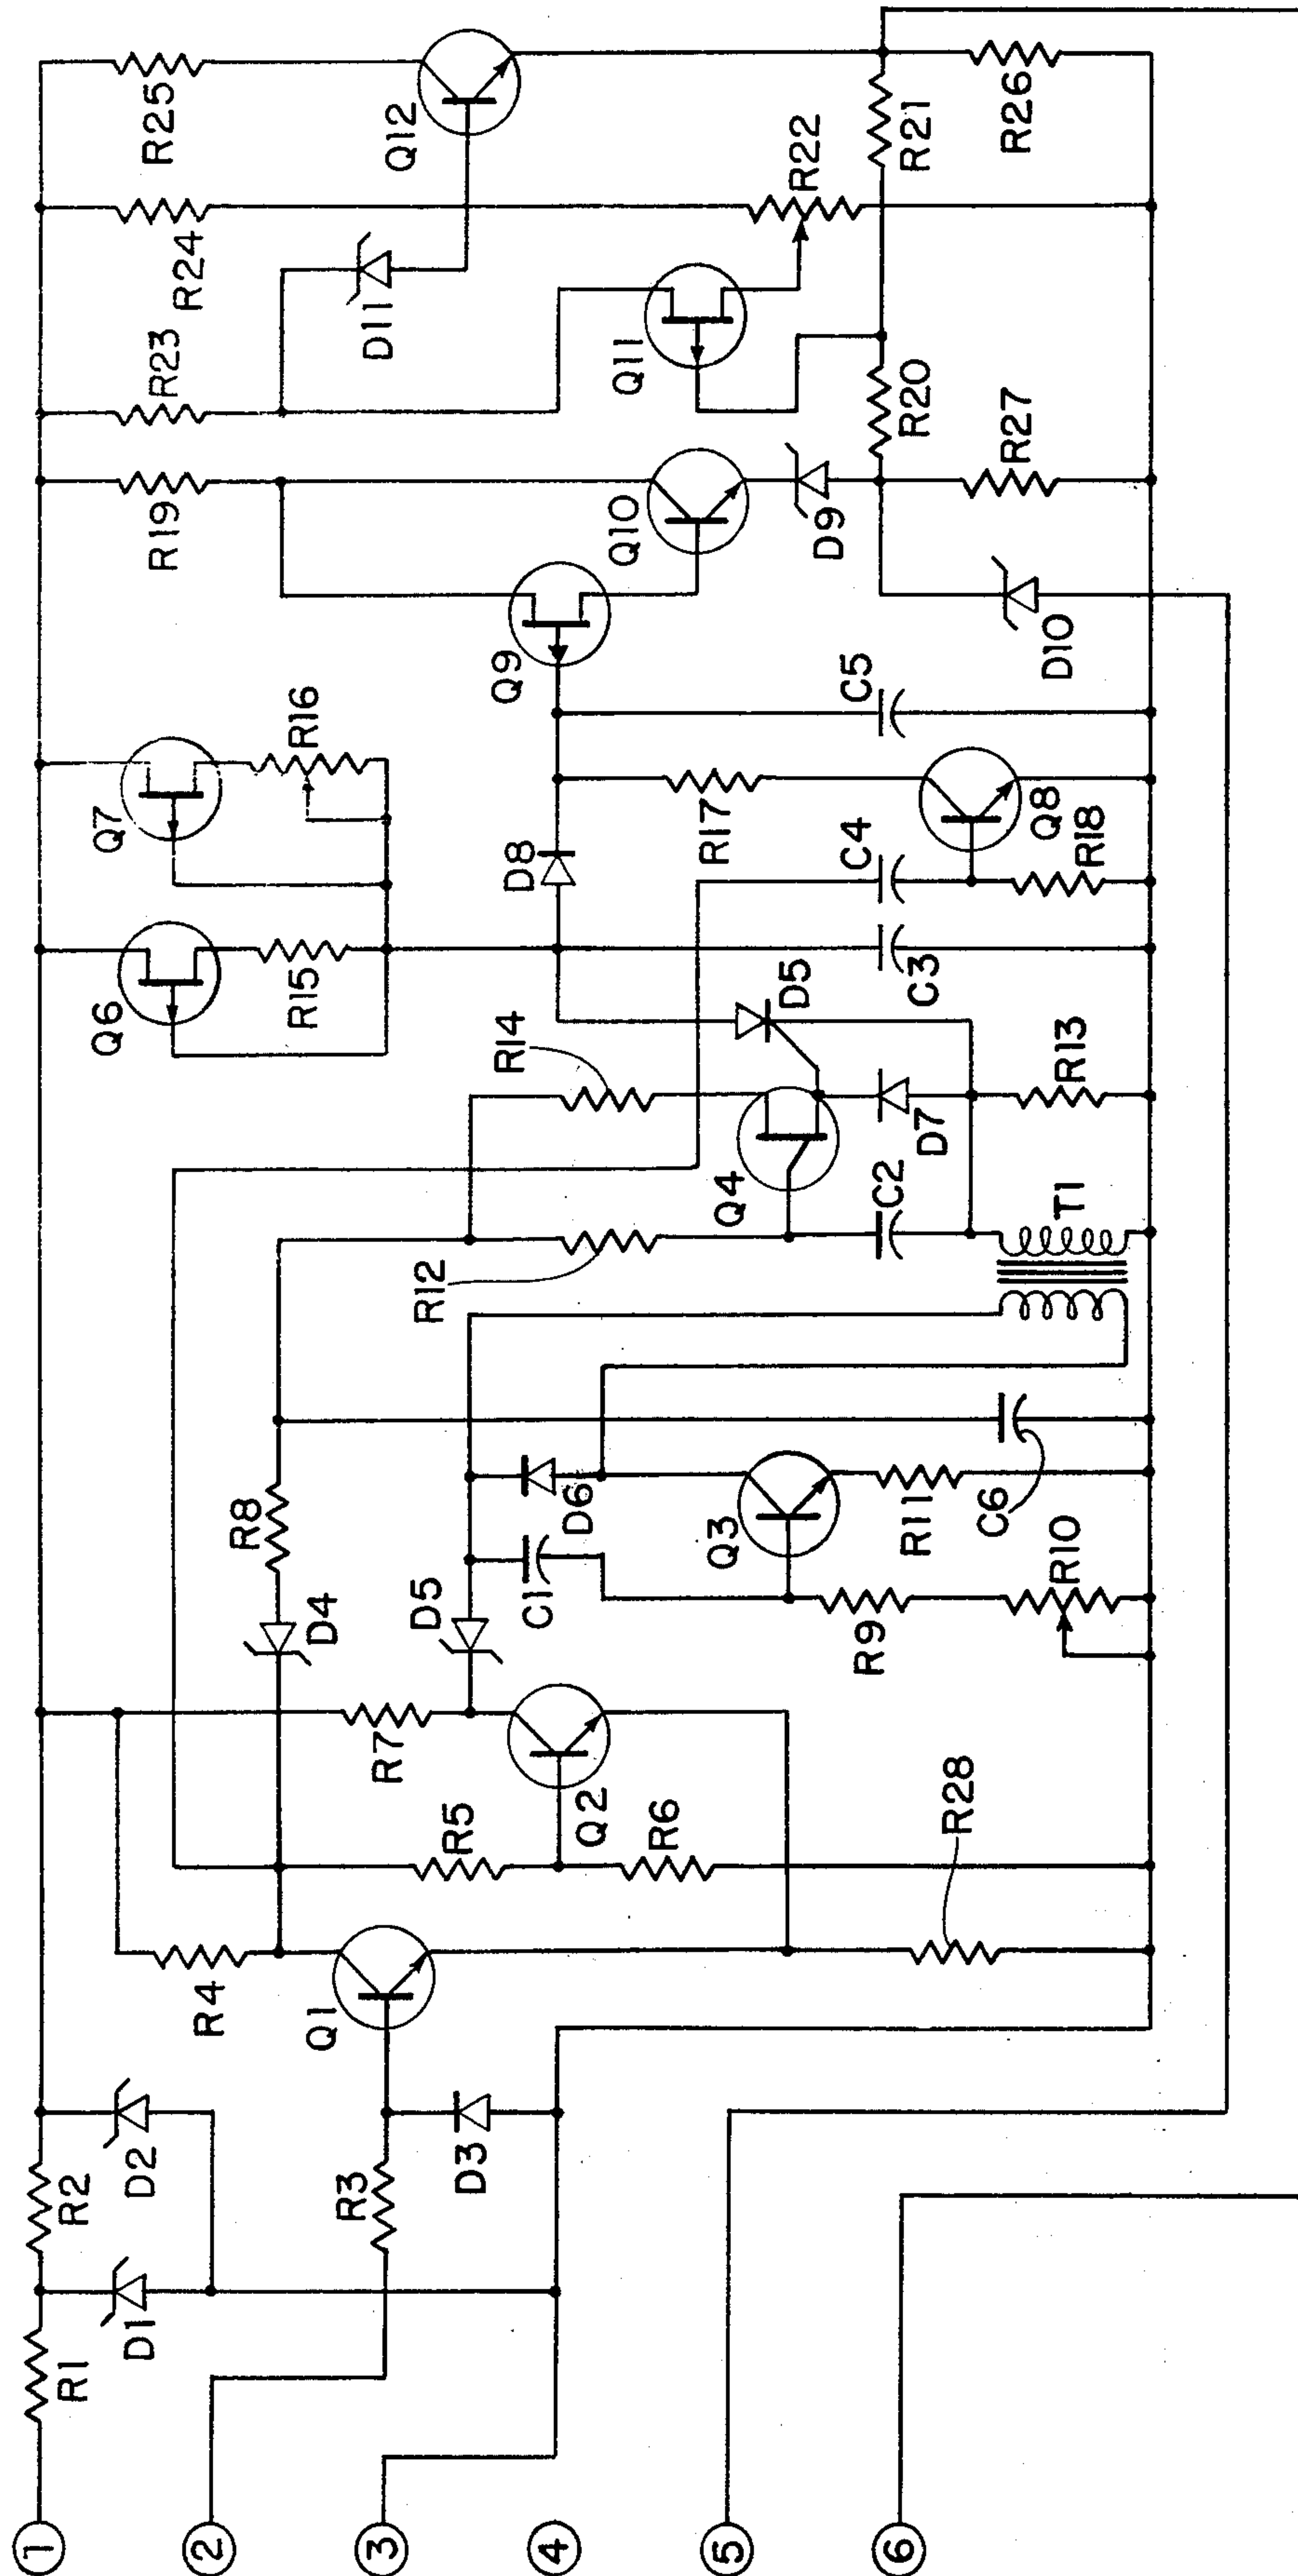 1
2
3
4
5
6
R1
R2
D1
D2
R3
D3
R4
Q1
R28
R5
R6
R7
Q2
D4
R8
D5
C1
D6
Q3
R9
R10
R11
C6
R12
R14
Q4
C2
T1
D7
D5
R13
Q6
R15
Q7
R16
D8
C3
C4
R17
Q8
R18
C5
Q9
R19
Q10
D9
D10
R27
R20
R23
D11
Q11
R24
R22
R21
R25
Q12
R26